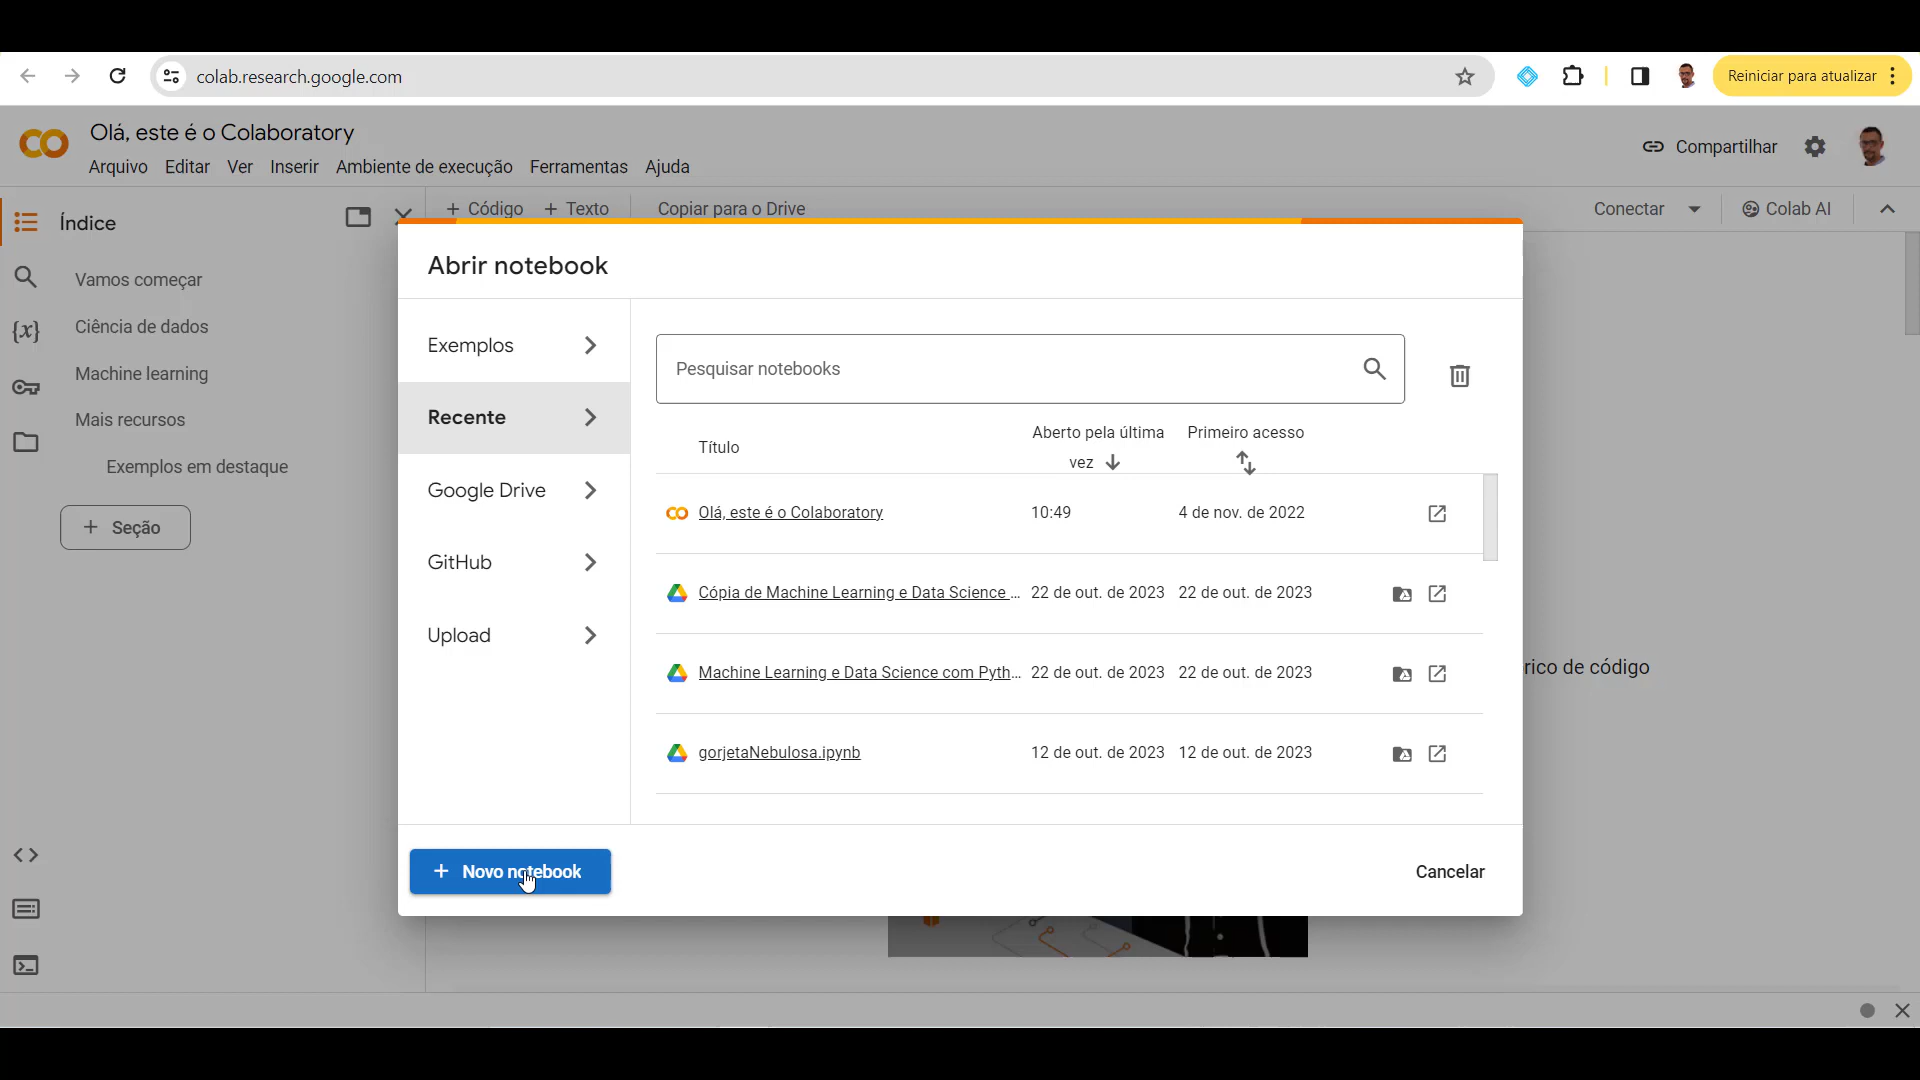 colab.research.google.com
Reiniciar para atualizar
Olá, este é o Colaboratory
Arquivo Editar Ver Inserir Ambiente de execução Ferramentas Ajuda
Compartilhar
Índice
+ Código + Texto Copiar para o Drive
Conectar
Colab AI
Vamos começar
Ciência de dados
Machine learning
Mais recursos
Exemplos em destaque
+ Seção
Abrir notebook
Exemplos
Recente
Google Drive
GitHub
Upload
Pesquisar notebooks
Título
Aberto pela última
vez
Primeiro acesso
Olá, este é o Colaboratory 10:49 4 de nov. de 2022
Cópia de Machine Learning e Data Science ... 22 de out. de 2023 22 de out. de 2023
Machine Learning e Data Science com Pyth... 22 de out. de 2023 22 de out. de 2023
gorjetaNebulosa.ipynb 12 de out. de 2023 12 de out. de 2023
rico de código
+ Novo notebook
Cancelar